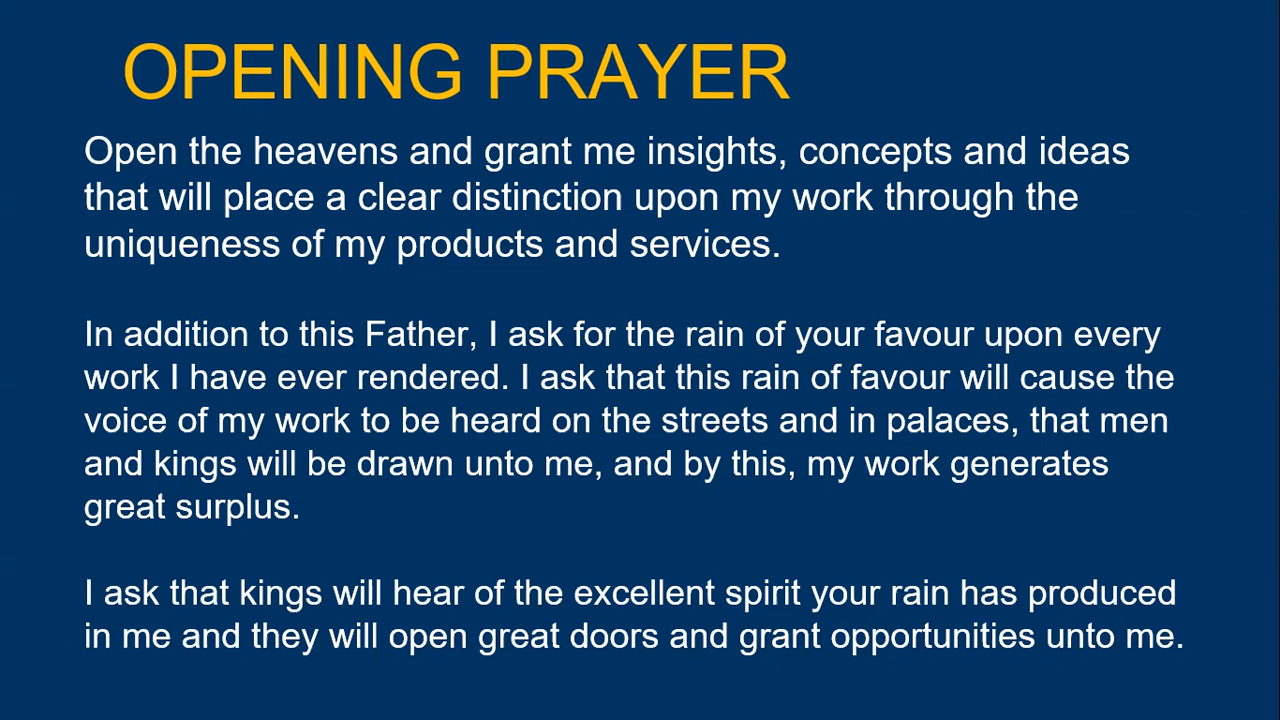 OPENING PRAYER
Open the heavens and grant me insights, concepts and ideas
that will place a clear distinction upon my work through the
uniqueness of my products and services.
In addition to this Father, I ask for the rain of your favour upon every
work I have ever rendered. I ask that this rain of favour will cause the
voice of my work to be heard on the streets and in palaces, that men
and kings will be drawn unto me, and by this, my work generates
great surplus.
I ask that kings will hear of the excellent spirit your rain has produced
in me and they will open great doors and grant opportunities unto me.